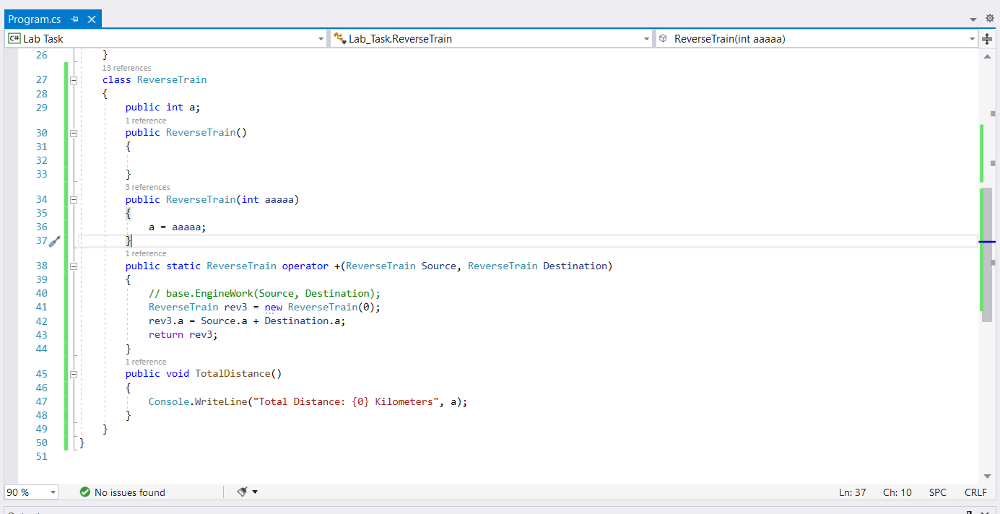 Program.cs
Lab Task Lab_Task.ReverseTrain ReverseTrain(int aaaaa)
26 }
13 references
27 class ReverseTrain
28 {
29 public int a;
1 reference
30 public ReverseTrain()
31 {
32
33 }
3 references
34 public ReverseTrain(int aaaaa)
35 {
36 a = aaaaa;
37 }
1 reference
38 public static ReverseTrain operator +(ReverseTrain Source, ReverseTrain Destination)
39 {
40 // base.EngineWork(Source, Destination);
41 ReverseTrain rev3 = new ReverseTrain(0);
42 rev3.a = Source.a + Destination.a;
43 return rev3;
44 }
1 reference
45 public void TotalDistance()
46 {
47 Console.WriteLine("Total Distance: {0} Kilometers", a);
48 }
49 }
50 }
51
90 % No issues found Ln: 37 Ch: 10 SPC CRLF